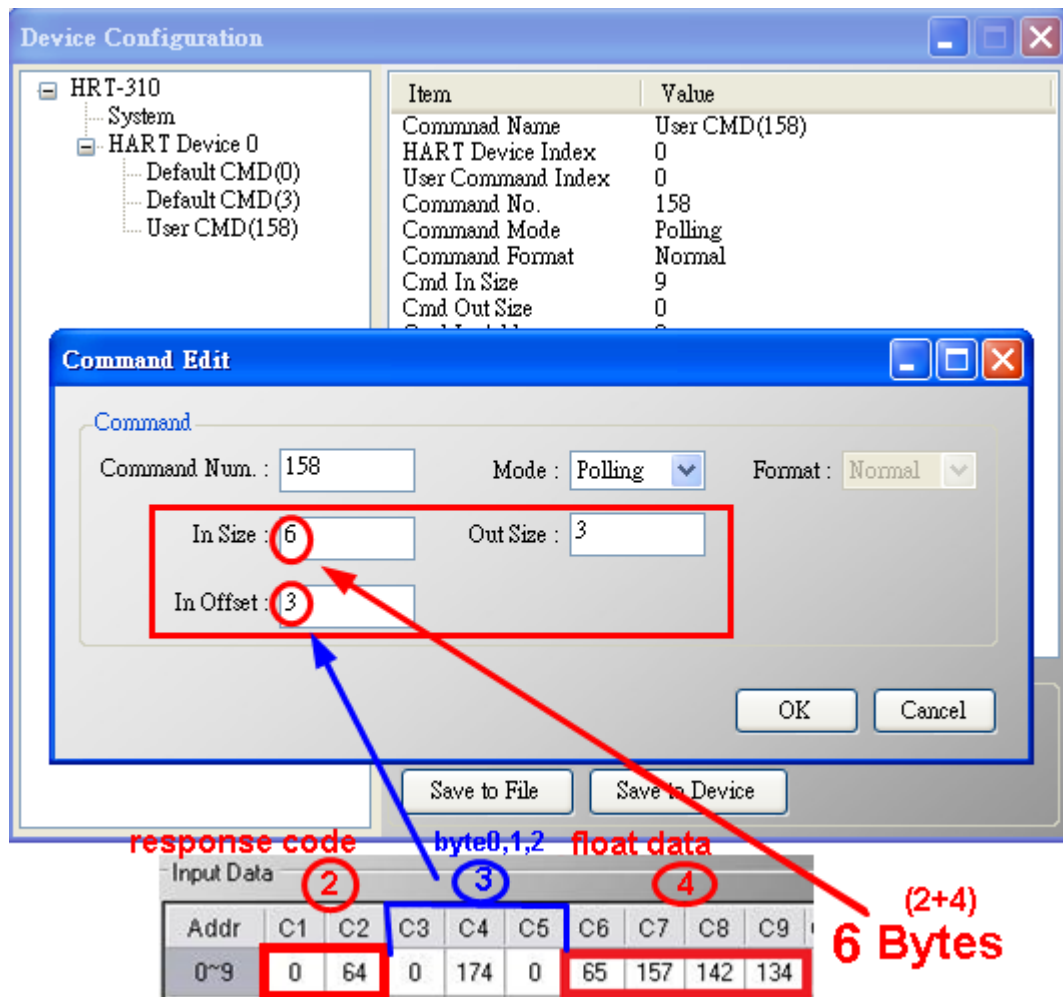 Device Configuration
HRT-310
System
HART Device 0
Default CMD(0)
Default CMD(3)
User CMD(158)
Item Value
Commnad Name User CMD(158)
HART Device Index 0
User Command Index 0
Command No. 158
Command Mode Polling
Command Format Normal
Cmd In Size 9
Cmd Out Size 0
Command Edit
Command
Command Num. : 158 Mode : Polling Format : Normal
In Size : 6 Out Size : 3
In Offset : 3
OK Cancel
Save to File Save to Device
response code byte0,1,2 float data
Input Data 2 3 4
(2+4)
6 Bytes
Addr C1 C2 C3 C4 C5 C6 C7 C8 C9
0~9 0 64 0 174 0 65 157 142 134